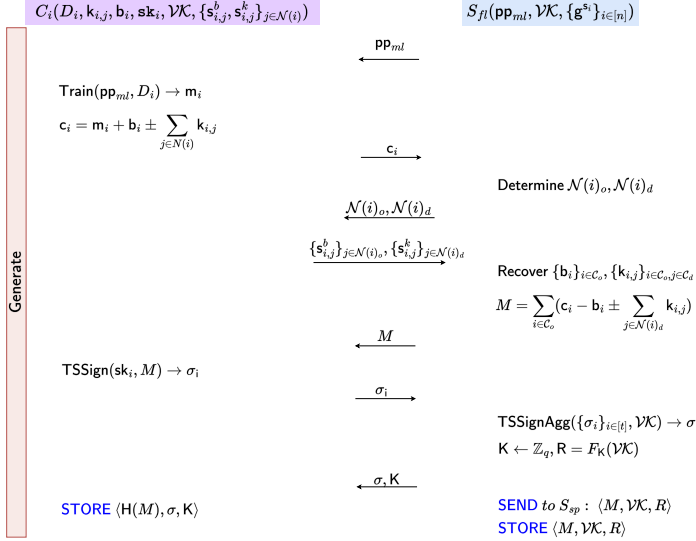 C_i(D_i, k_{i,j}, b_i, sk_i, 𝒱𝒦, {s^b_{i,j}, s^k_{i,j}}_{j∈𝒩(i)})
S_{fl}(pp_{ml}, 𝒱𝒦, {g^{s_i}}_{i∈[n]})
pp_{ml}
Train(pp_{ml}, D_i) → m_i
c_i = m_i + b_i ± ∑_{j∈N(i)} k_{i,j}
c_i
Determine 𝒩(i)_o, 𝒩(i)_d
𝒩(i)_o, 𝒩(i)_d
{s^b_{i,j}}_{j∈𝒩(i)_o}, {s^k_{i,j}}_{j∈𝒩(i)_d}
Recover {b_i}_{i∈𝒞_o}, {k_{i,j}}_{i∈𝒞_o, j∈𝒞_d}
M = ∑_{i∈𝒞_o} (c_i − b_i ± ∑_{j∈𝒩(i)_d} k_{i,j})
Generate
M
TSSign(sk_i, M) → σ_i
σ_i
TSSignAgg({σ_i}_{i∈[t]}, 𝒱𝒦) → σ
K ← ℤ_q, R = F_K(𝒱𝒦)
σ, K
STORE ⟨H(M), σ, K⟩
SEND to S_{sp} : ⟨M, 𝒱𝒦, R⟩
STORE ⟨M, 𝒱𝒦, R⟩